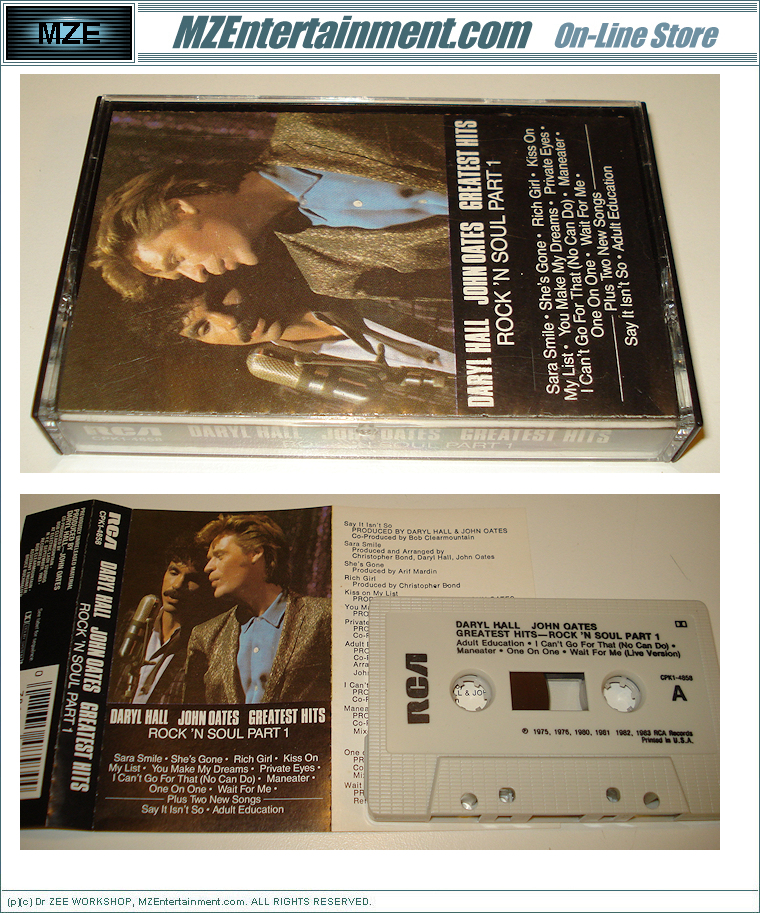 MZE
MZEntertainment.com On-Line Store
DARYL HALL JOHN OATES GREATEST HITS
ROCK 'N SOUL PART 1
Sara Smile • She's Gone • Rich Girl • Kiss On
My List • You Make My Dreams • Private Eyes •
I Can't Go For That (No Can Do) • Maneater •
One On One • Wait For Me •
Plus Two New Songs
Say It Isn't So • Adult Education
RCA
CPK1-4858
DARYL HALL JOHN OATES GREATEST HITS
ROCK 'N SOUL PART 1
RCA
CPK1-4858
DARYL HALL JOHN OATES GREATEST HITS
ROCK 'N SOUL PART 1
DARYL HALL JOHN OATES GREATEST HITS
ROCK 'N SOUL PART 1
Sara Smile • She's Gone • Rich Girl • Kiss On
My List • You Make My Dreams • Private Eyes •
I Can't Go For That (No Can Do) • Maneater •
One On One • Wait For Me •
Plus Two New Songs
Say It Isn't So • Adult Education
Say It Isn't So
PRODUCED BY DARYL HALL & JOHN OATES
Co-Produced by Bob Clearmountain
Sara Smile
Produced and Arranged by
Christopher Bond, Daryl Hall, John Oates
She's Gone
Produced by Arif Mardin
Rich Girl
Produced by Christopher Bond
Kiss on My List
DARYL HALL JOHN OATES
GREATEST HITS—ROCK 'N SOUL PART 1
Adult Education • I Can't Go For That (No Can Do) •
Maneater • One On One • Wait For Me (Live Version)
RCA
CPK1-4858
A
℗ 1975, 1975, 1980, 1981 1982, 1983 RCA Records
Printed in U.S.A.
(p)(c) Dr ZEE WORKSHOP, MZEntertainment.com. ALL RIGHTS RESERVED.